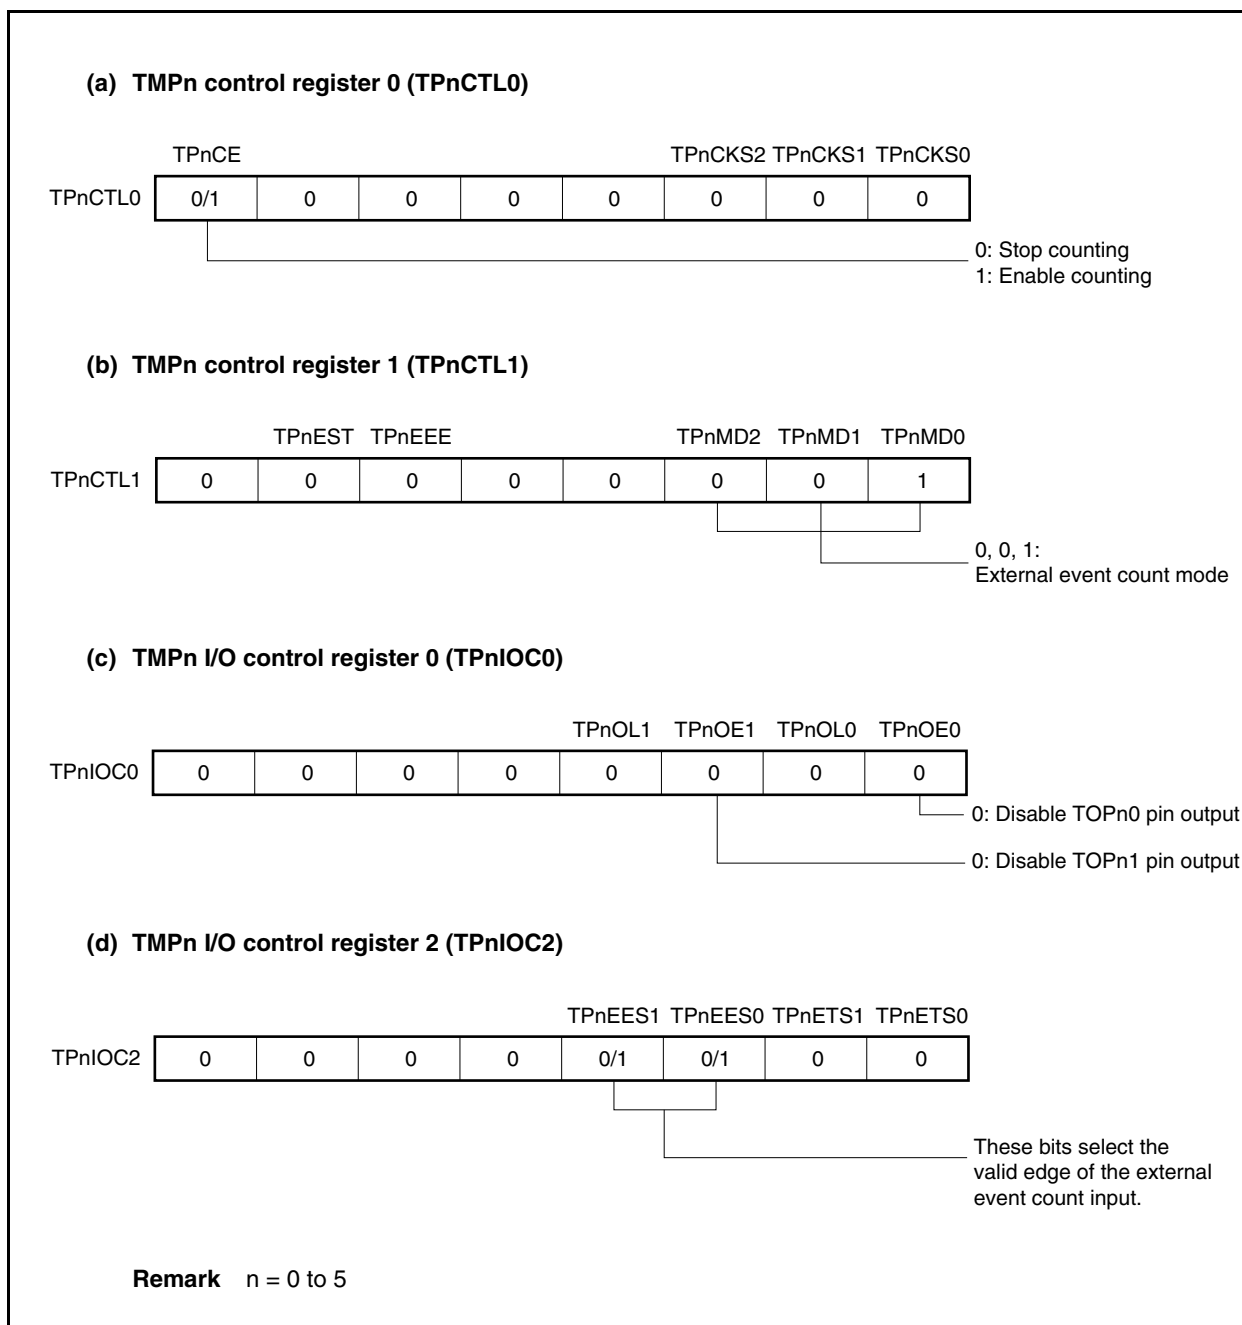 (a) TMPn control register 0 (TPnCTL0)
TPnCE TPnCKS2 TPnCKS1 TPnCKS0
TPnCTL0 0/1 0 0 0 0 0 0 0
0: Stop counting
1: Enable counting
(b) TMPn control register 1 (TPnCTL1)
TPnEST TPnEEE TPnMD2 TPnMD1 TPnMD0
TPnCTL1 0 0 0 0 0 0 0 1
0, 0, 1:
External event count mode
(c) TMPn I/O control register 0 (TPnIOC0)
TPnOL1 TPnOE1 TPnOL0 TPnOE0
TPnIOC0 0 0 0 0 0 0 0 0
0: Disable TOPn0 pin output
0: Disable TOPn1 pin output
(d) TMPn I/O control register 2 (TPnIOC2)
TPnEES1 TPnEES0 TPnETS1 TPnETS0
TPnIOC2 0 0 0 0 0/1 0/1 0 0
These bits select the
valid edge of the external
event count input.
Remark n = 0 to 5